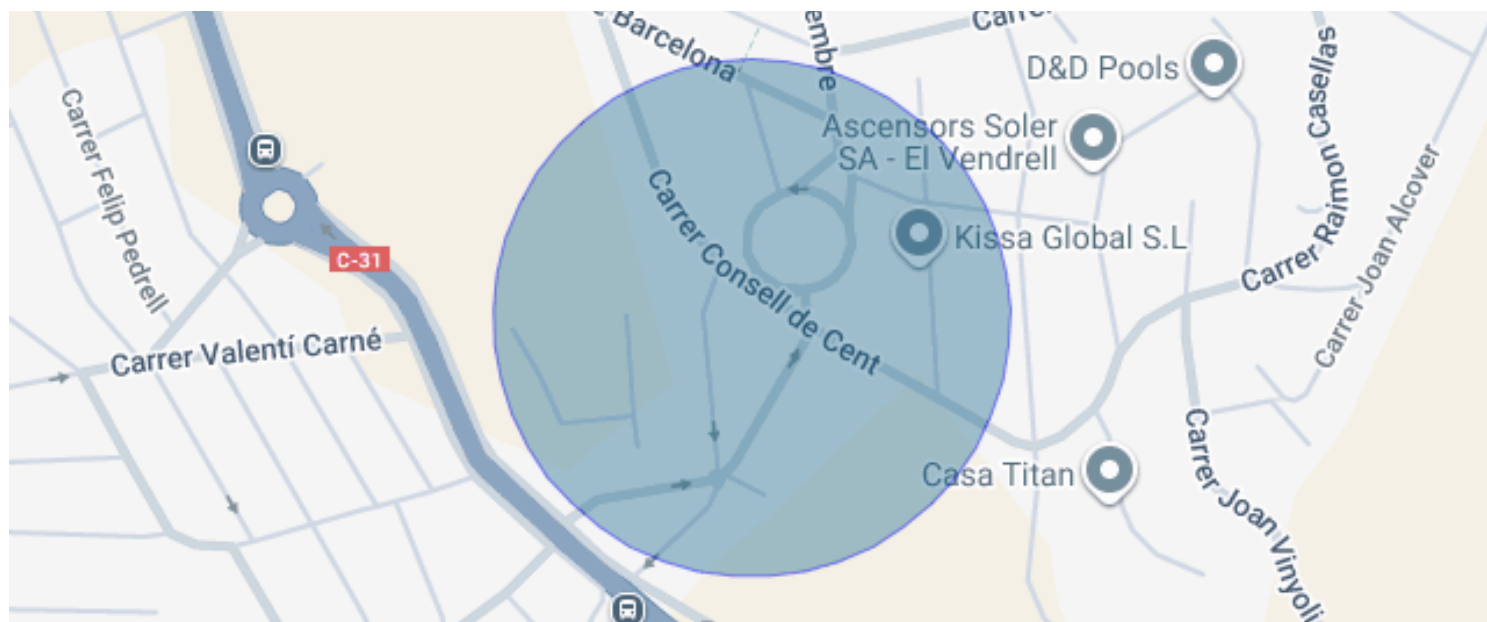 Barcelona
embre
Carrer
D&D Pools
Ascensors Soler
SA - El Vendrell
Kissa Global S.L
Carrer Raimon Casellas
Carrer Joan Alcover
Carrer Felip Pedrell
C-31
Carrer Valentí Carné
Carrer Consell de Cent
Casa Titan
Carrer Joan Vinyoli